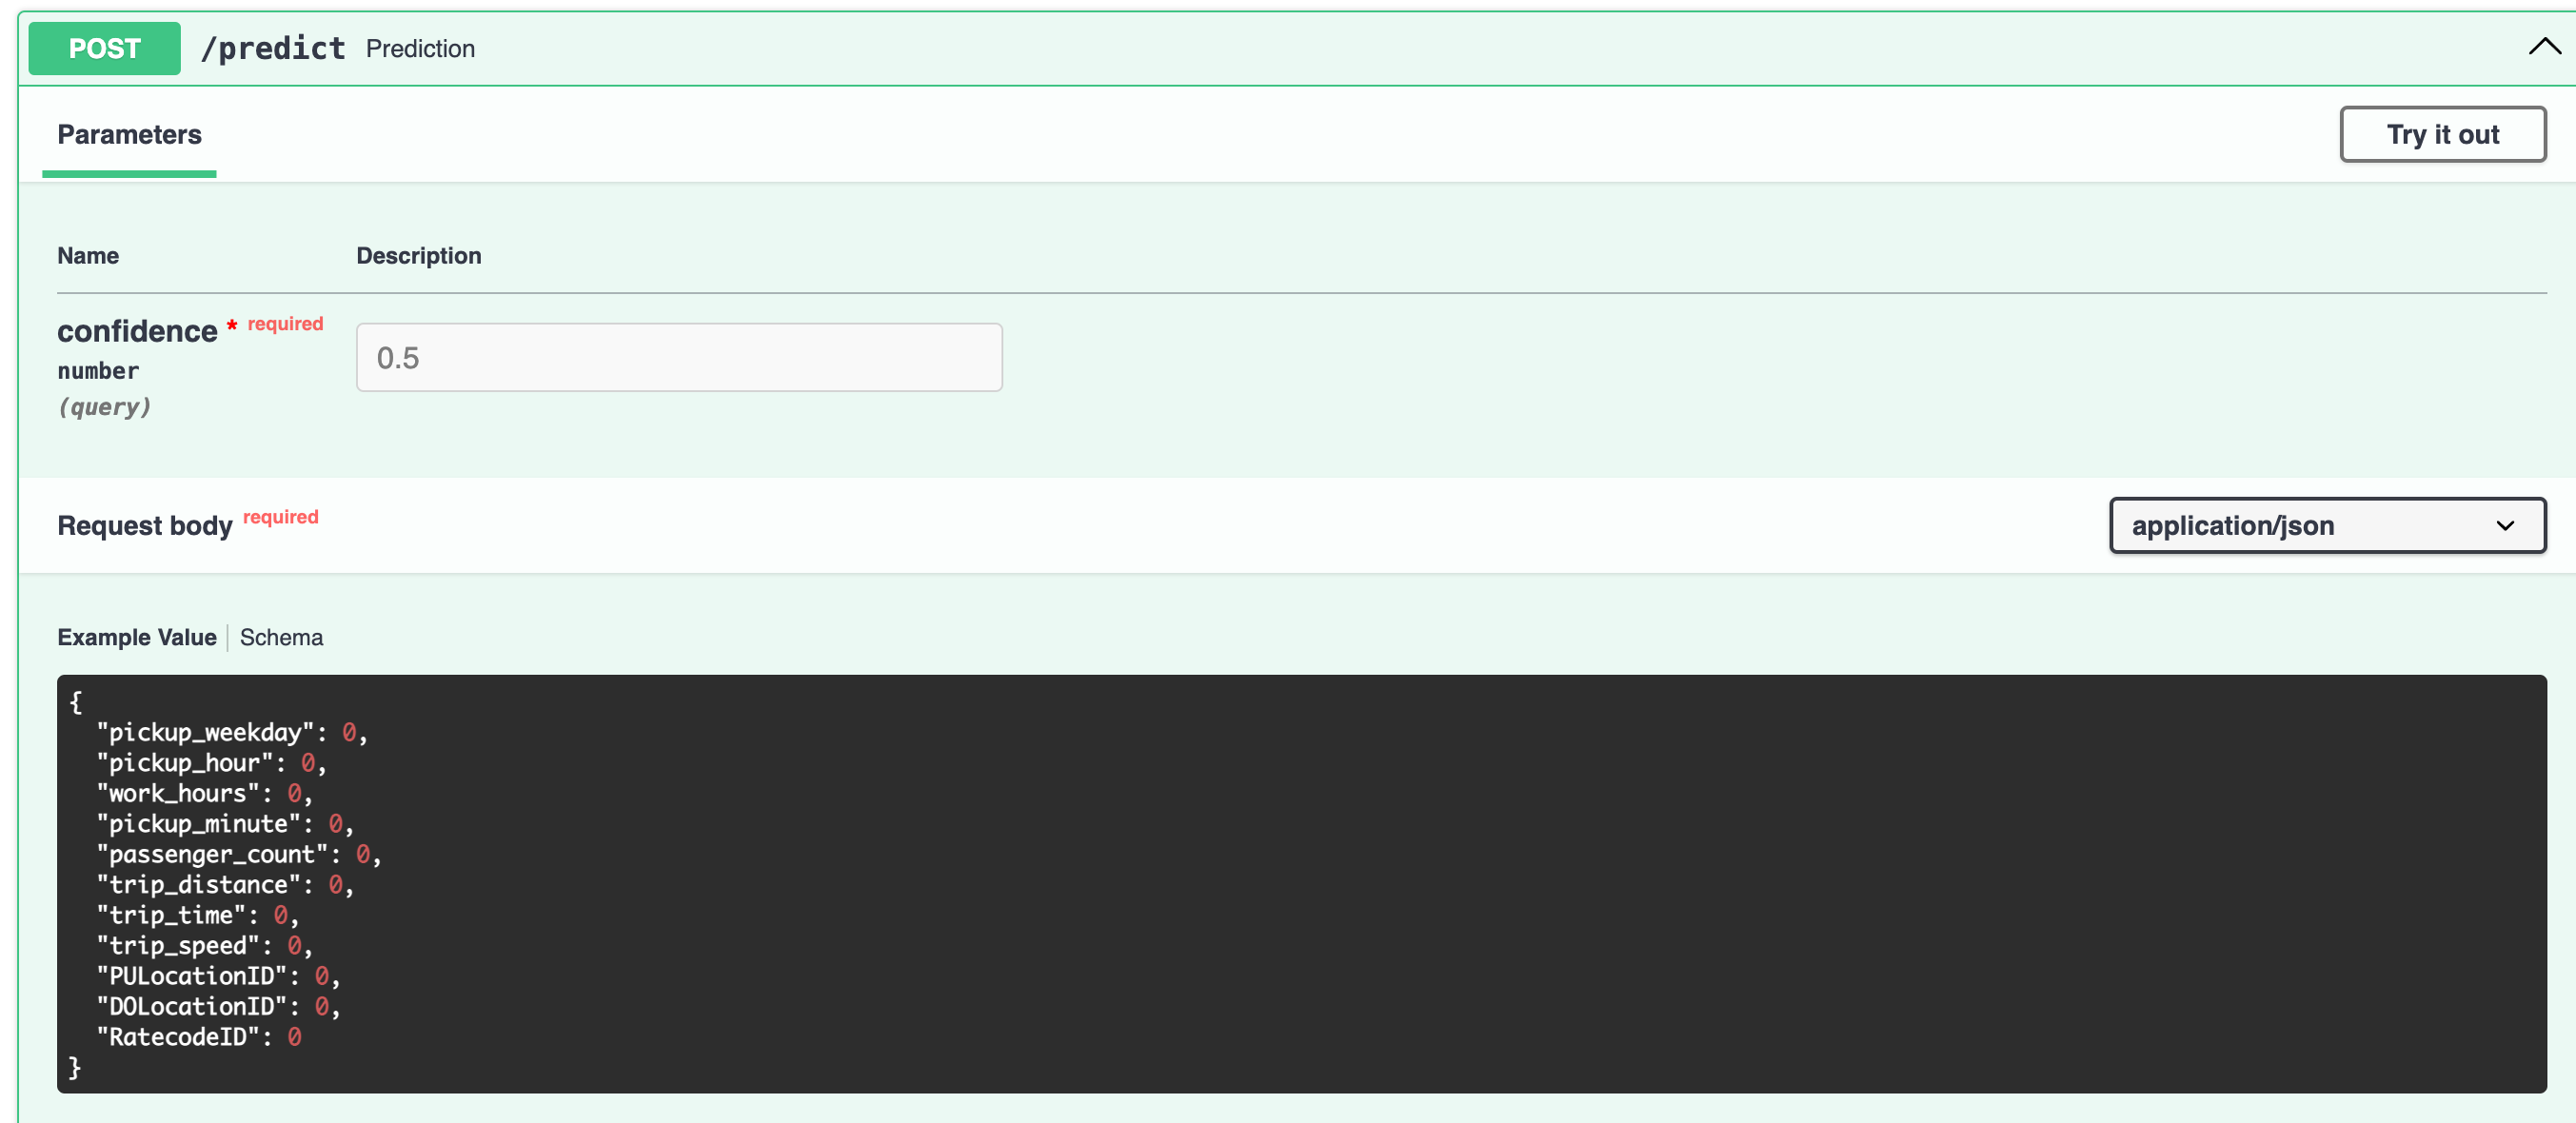 POST /predict Prediction
Parameters
Try it out
Name Description
confidence * required
number
(query)
0.5
Request body required
application/json
Example Value Schema
{
  "pickup_weekday": 0,
  "pickup_hour": 0,
  "work_hours": 0,
  "pickup_minute": 0,
  "passenger_count": 0,
  "trip_distance": 0,
  "trip_time": 0,
  "trip_speed": 0,
  "PULocationID": 0,
  "DOLocationID": 0,
  "RatecodeID": 0
}